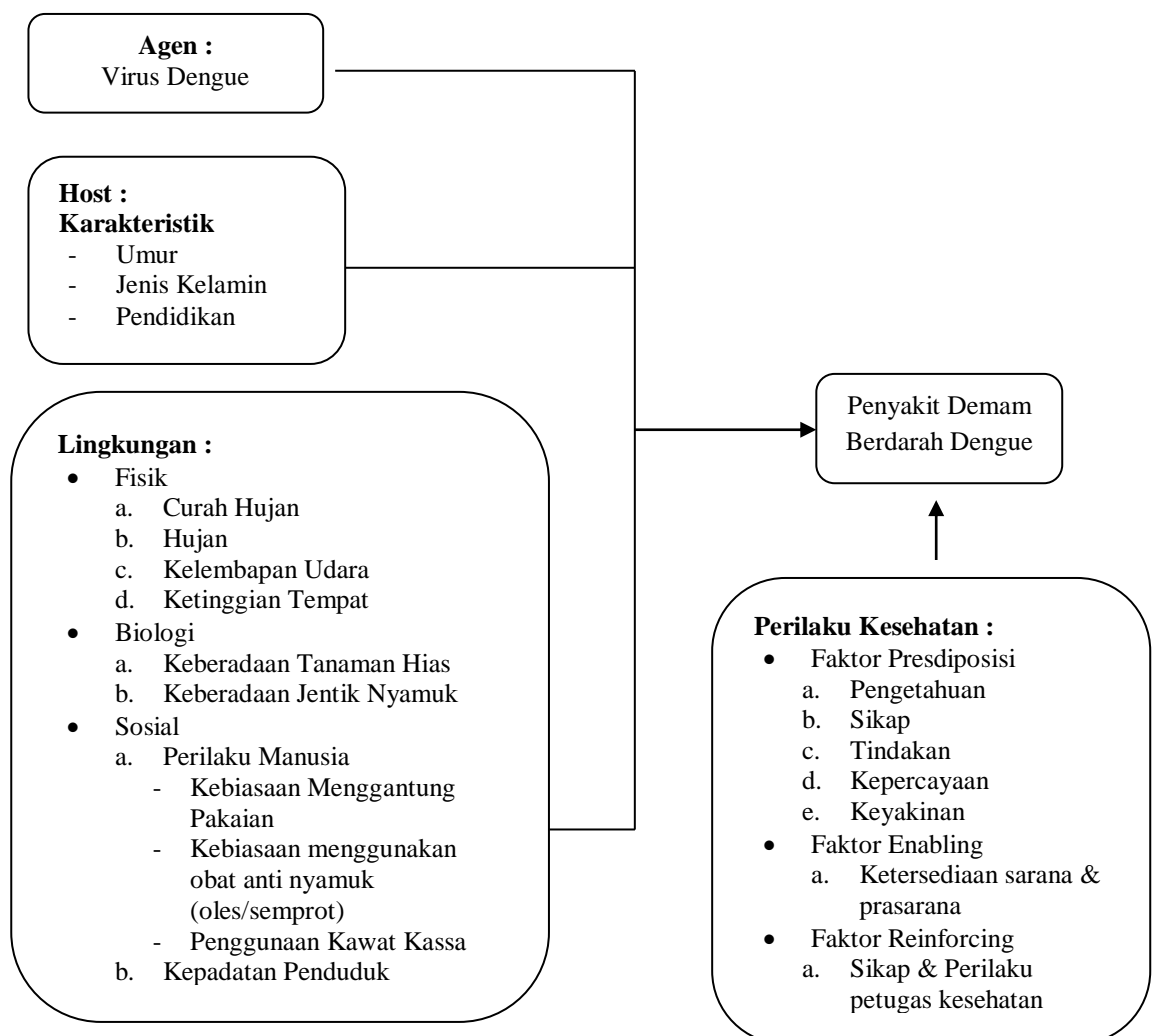 Agen :
Virus Dengue
Host :
Karakteristik
- Umur
- Jenis Kelamin
- Pendidikan
Lingkungan :
• Fisik
a. Curah Hujan
b. Hujan
c. Kelembapan Udara
d. Ketinggian Tempat
• Biologi
a. Keberadaan Tanaman Hias
b. Keberadaan Jentik Nyamuk
• Sosial
a. Perilaku Manusia
- Kebiasaan Menggantung
Pakaian
- Kebiasaan menggunakan
obat anti nyamuk
(oles/semprot)
- Penggunaan Kawat Kassa
b. Kepadatan Penduduk
Penyakit Demam
Berdarah Dengue
Perilaku Kesehatan :
• Faktor Presdiposisi
a. Pengetahuan
b. Sikap
c. Tindakan
d. Kepercayaan
e. Keyakinan
• Faktor Enabling
a. Ketersediaan sarana &
prasarana
• Faktor Reinforcing
a. Sikap & Perilaku
petugas kesehatan